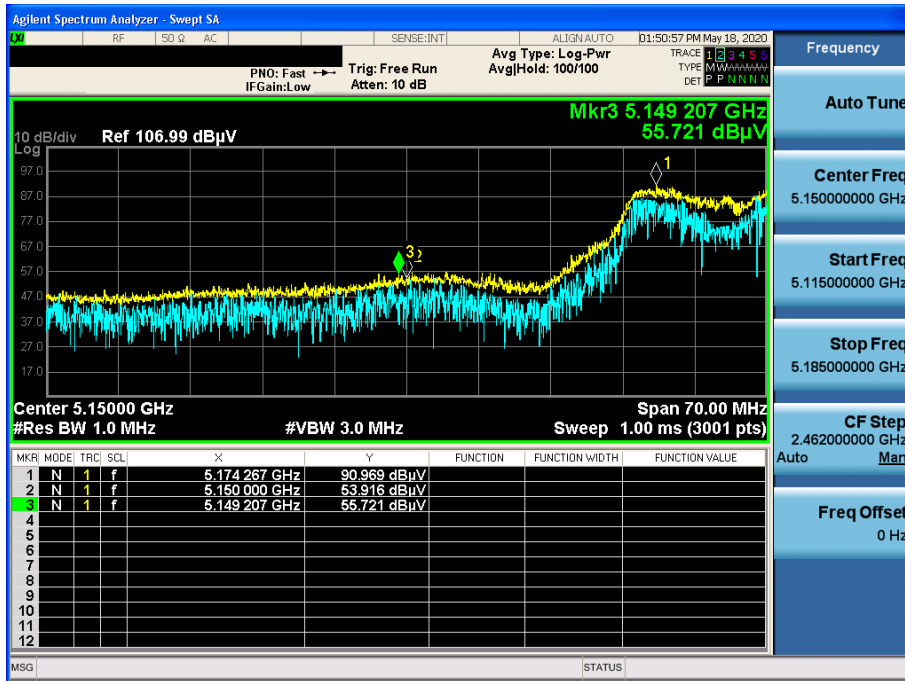 Agilent Spectrum Analyzer - Swept SA
LXI RF 50 Ω AC SENSE:INT ALIGN AUTO 01:50:57 PM May 18, 2020
Frequency
PNO: Fast Trig: Free Run Avg Type: Log-Pwr TRACE 1 2 3 4 5 6
IFGain:Low Atten: 10 dB Avg|Hold: 100/100 TYPE M W W W W W
DET P P N N N N
Auto Tune
Mkr3 5.149 207 GHz
10 dB/div Ref 106.99 dBµV 55.721 dBµV
Log
97.0
87.0
77.0
67.0
57.0
47.0
37.0
27.0
17.0
1
3 2
Center Freq
5.150000000 GHz
Start Freq
5.115000000 GHz
Stop Freq
5.185000000 GHz
Center 5.15000 GHz Span 70.00 MHz
#Res BW 1.0 MHz #VBW 3.0 MHz Sweep 1.00 ms (3001 pts)
CF Step
2.462000000 GHz
Auto Man
MKR MODE TRC SCL X Y FUNCTION FUNCTION WIDTH FUNCTION VALUE
1 N 1 f 5.174 267 GHz 90.969 dBµV
2 N 1 f 5.150 000 GHz 53.916 dBµV
3 N 1 f 5.149 207 GHz 55.721 dBµV
4
5
6
7
8
9
10
11
12
Freq Offset
0 Hz
MSG STATUS